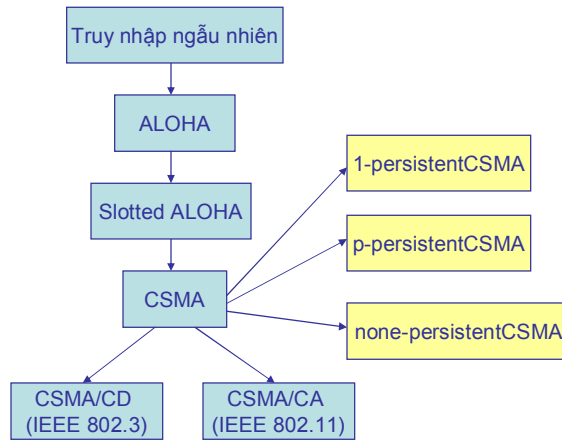 Truy nhập ngẫu nhiên
ALOHA
1-persistentCSMA
Slotted ALOHA
p-persistentCSMA
CSMA
none-persistentCSMA
CSMA/CD
(IEEE 802.3)
CSMA/CA
(IEEE 802.11)